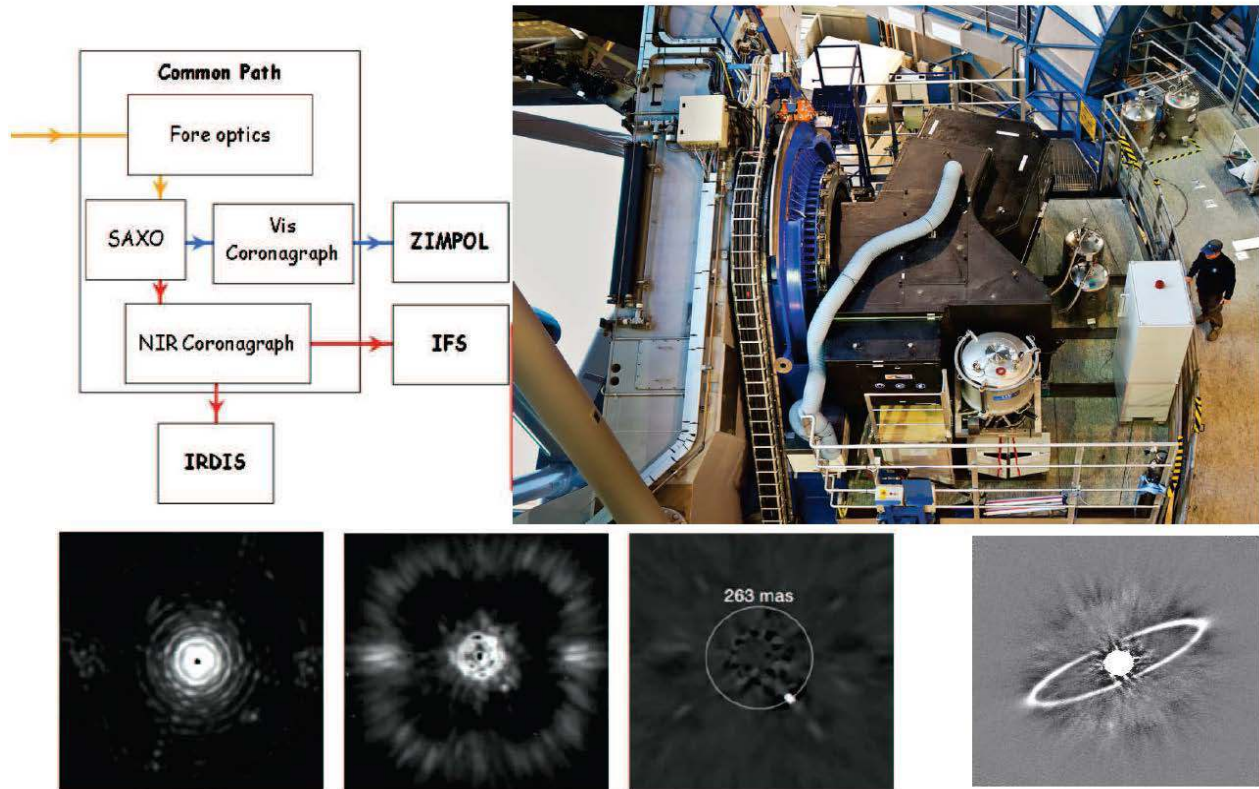 Common Path
Fore optics
SAXO
Vis
Coronagraph
ZIMPOL
NIR Coronagraph
IFS
IRDIS
263 mas